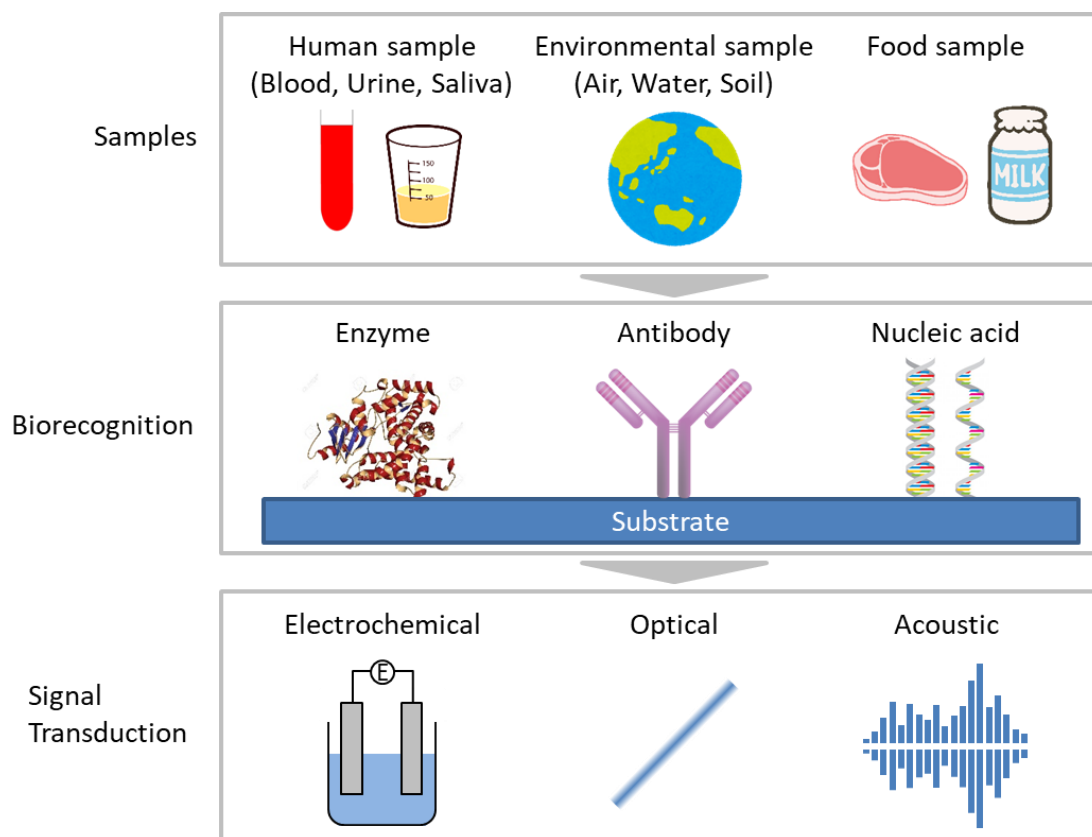 Human sample
(Blood, Urine, Saliva)
Environmental sample
(Air, Water, Soil)
Food sample
Samples
150
100
50
MILK
Enzyme
Antibody
Nucleic acid
Biorecognition
Substrate
Electrochemical
Optical
Acoustic
E
Signal
Transduction